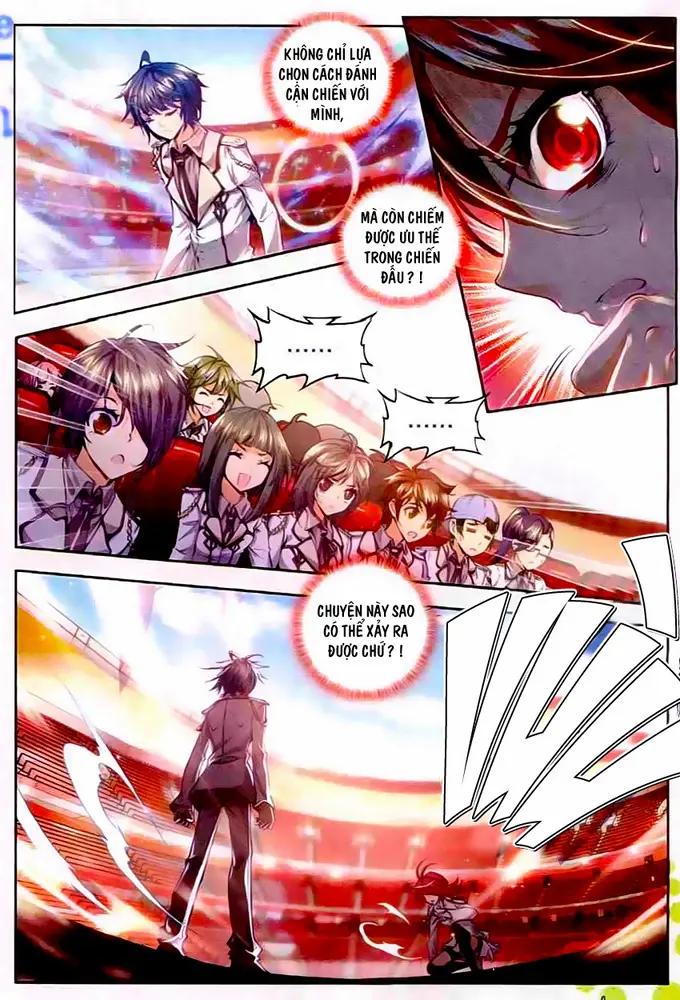 KHÔNG CHỈ LỰA
CHỌN CÁCH ĐÁNH
CẬN CHIẾN VỚI
MÌNH,
MÀ CÒN CHIẾM
ĐƯỢC ƯU THẾ
TRONG CHIẾN
ĐẤU?!
......
......
CHUYỆN NÀY SAO
CÓ THỂ XẢY RA
ĐƯỢC CHỨ?!